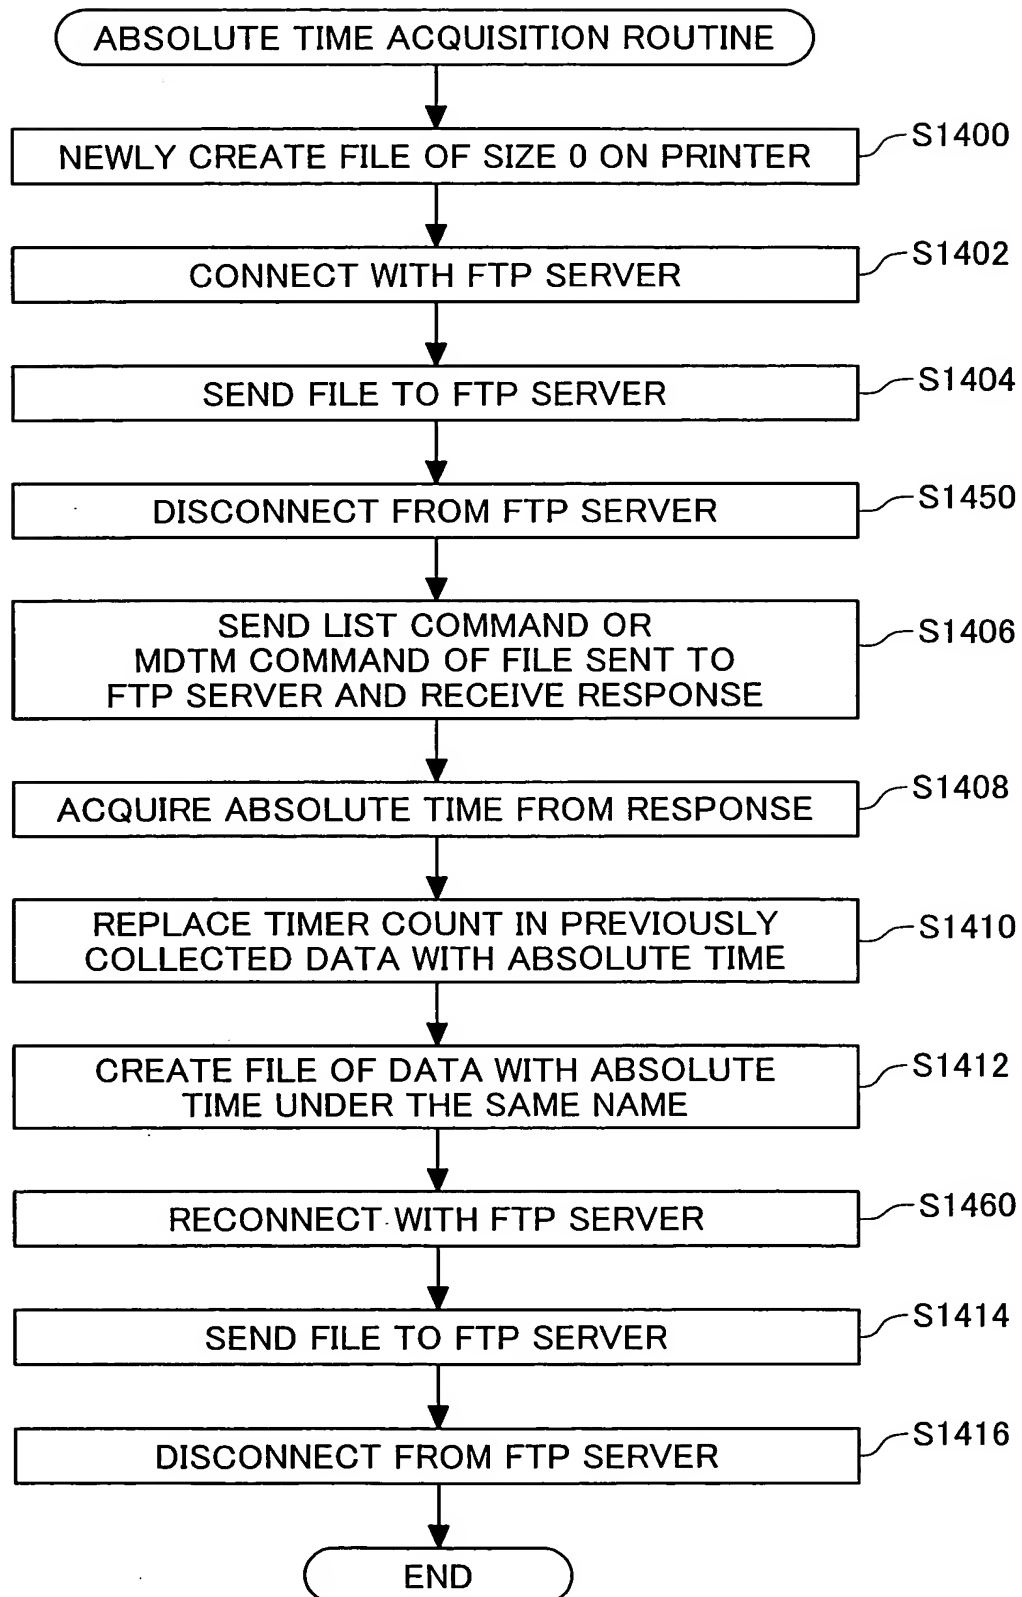 ABSOLUTE TIME ACQUISITION ROUTINE
NEWLY CREATE FILE OF SIZE 0 ON PRINTER
S1400
CONNECT WITH FTP SERVER
S1402
SEND FILE TO FTP SERVER
S1404
DISCONNECT FROM FTP SERVER
S1450
SEND LIST COMMAND OR
MDTM COMMAND OF FILE SENT TO
FTP SERVER AND RECEIVE RESPONSE
S1406
ACQUIRE ABSOLUTE TIME FROM RESPONSE
S1408
REPLACE TIMER COUNT IN PREVIOUSLY
COLLECTED DATA WITH ABSOLUTE TIME
S1410
CREATE FILE OF DATA WITH ABSOLUTE
TIME UNDER THE SAME NAME
S1412
RECONNECT WITH FTP SERVER
S1460
SEND FILE TO FTP SERVER
S1414
DISCONNECT FROM FTP SERVER
S1416
END